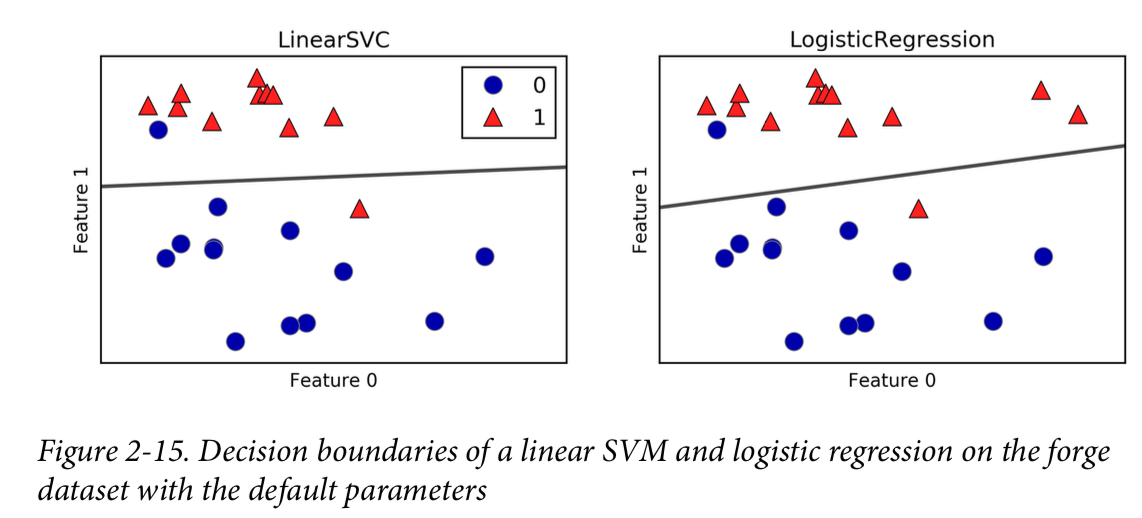 LinearSVC
0
1
Feature 1
Feature 0
LogisticRegression
Feature 1
Feature 0
Figure 2-15. Decision boundaries of a linear SVM and logistic regression on the forge
dataset with the default parameters